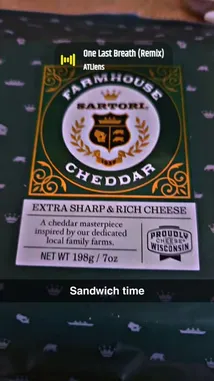 One Last Breath (Remix)
ATLiens
FARMHOUSE
SARTORI
CHEDDAR
EXTRA SHARP & RICH CHEESE
A cheddar masterpiece
inspired by our dedicated
local family farms.
NET WT 198g / 7oz
PROUDLY
WISCONSIN
CHEESE
Sandwich time